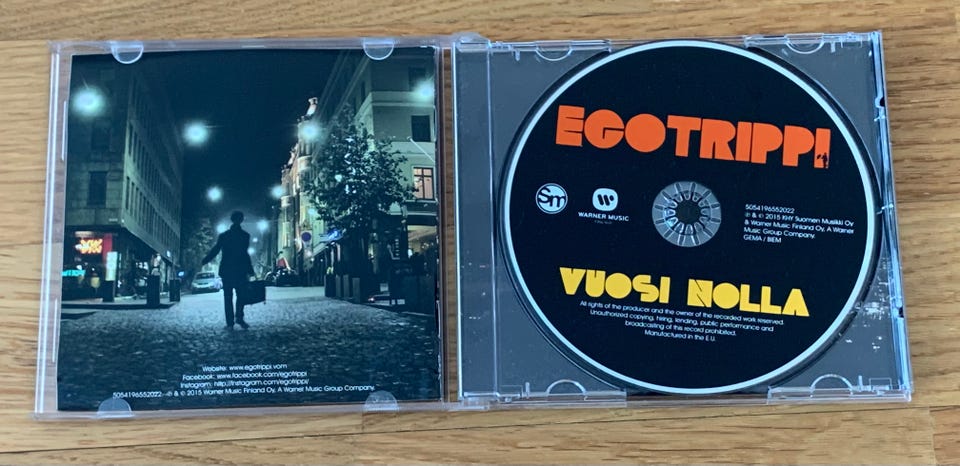 Website: www.egotrippi.vom
Facebook: www.facebook.com/egotrippi
Instagram: http://instagram.com/egotrippi/
5054196552022 ℗ & © 2015 Warner Music Finland Oy, A Warner Music Group Company.
EGOTRIPPI
Sm
WARNER MUSIC
5054196552022
℗ & © 2015 KHY Suomen Musiikki Oy
& Warner Music Finland Oy, A Warner
Music Group Company.
GEMA / BIEM
VUOSI NOLLA
All rights of the producer and the owner of the recorded work reserved.
Unauthorized copying, hiring, lending, public performance and
broadcasting of this record prohibited.
Manufactured in the E.U.